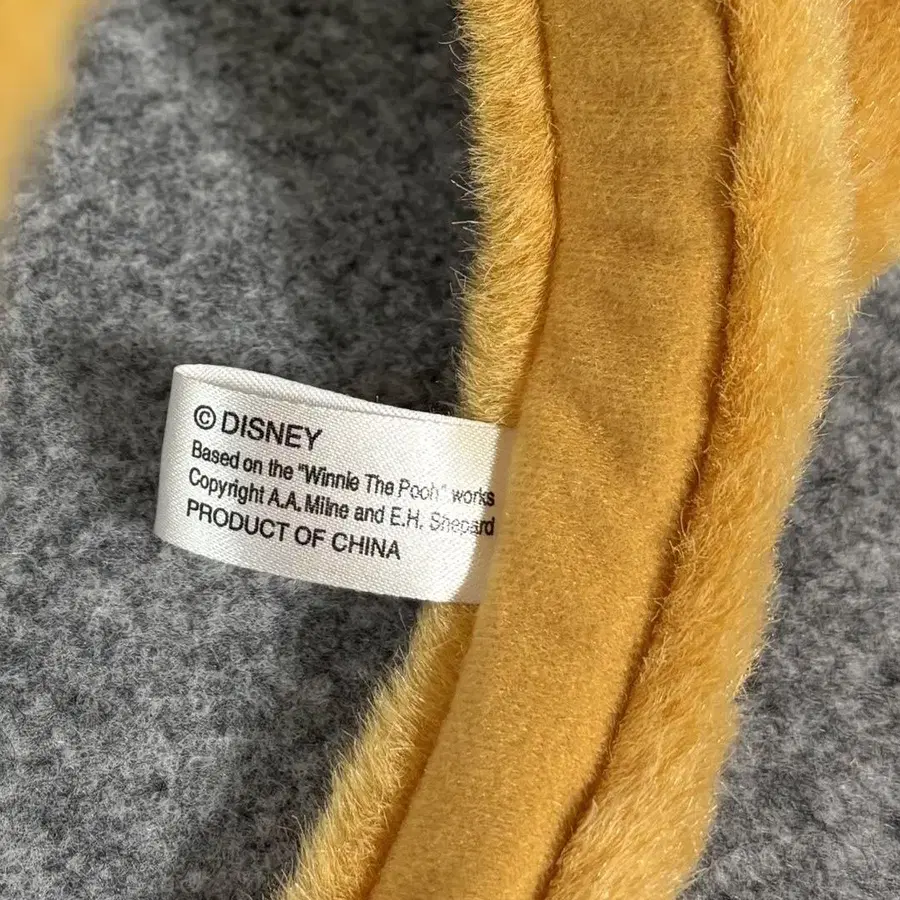 © DISNEY
Based on the "Winnie The Pooh" works
Copyright A.A. Milne and E.H. Shepard
PRODUCT OF CHINA